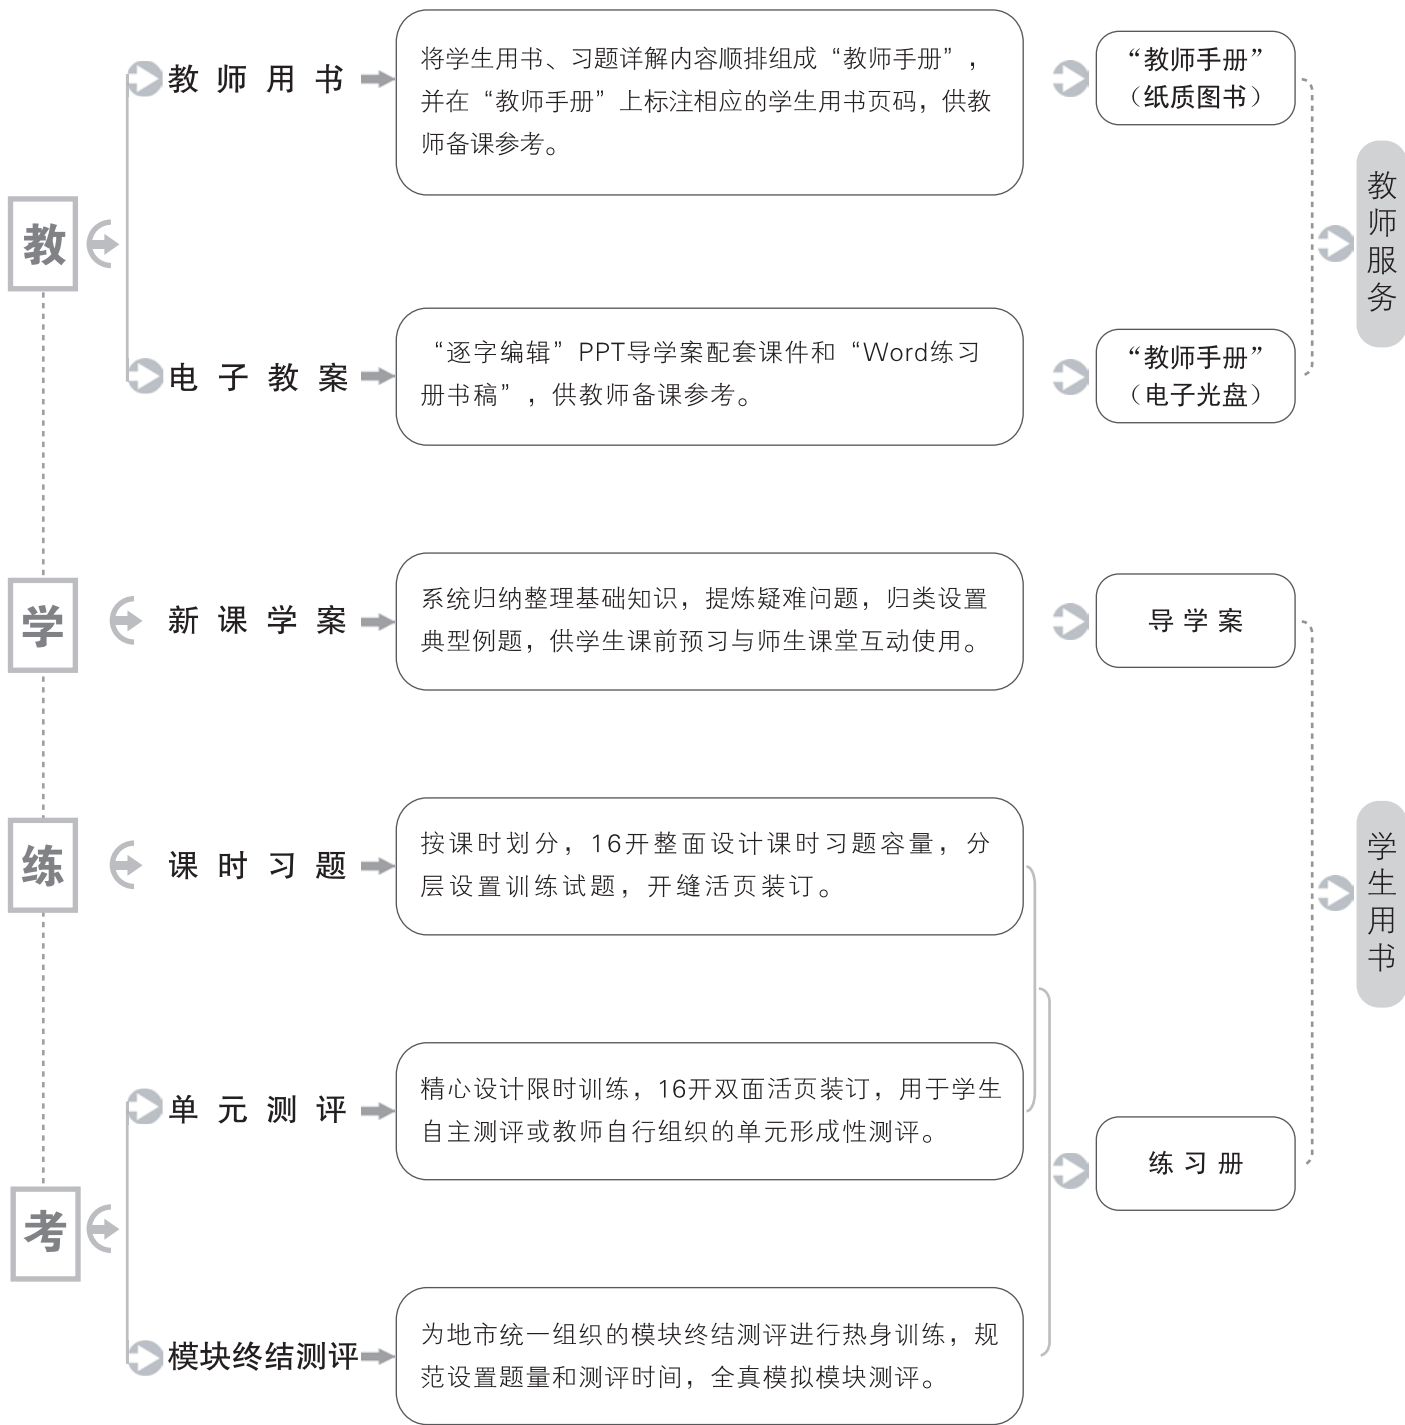 教
教师用书
将学生用书、习题详解内容顺排组成“教师手册”，
并在“教师手册”上标注相应的学生用书页码，供教
师备课参考。
“教师手册”
（纸质图书）
电子教案
“逐字编辑”PPT导学案配套课件和“Word练习
册书稿”，供教师备课参考。
“教师手册”
（电子光盘）
教师服务
学
新课学案
系统归纳整理基础知识，提炼疑难问题，归类设置
典型例题，供学生课前预习与师生课堂互动使用。
导学案
练
课时习题
按课时划分，16开整面设计课时习题容量，分
层设置训练试题，开缝活页装订。
考
单元测评
精心设计限时训练，16开双面活页装订，用于学生
自主测评或教师自行组织的单元形成性测评。
模块终结测评
为地市统一组织的模块终结测评进行热身训练，规
范设置题量和测评时间，全真模拟模块测评。
练习册
学生用书